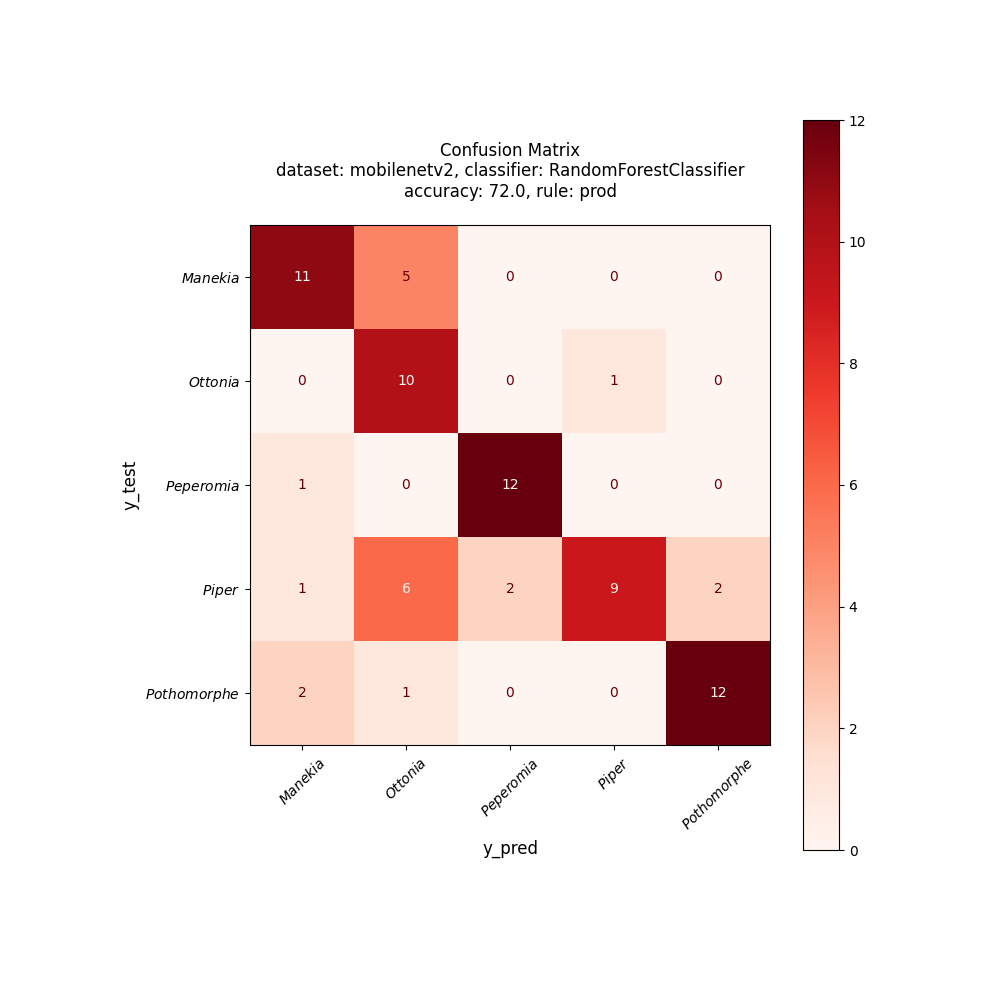 Confusion Matrix
dataset: mobilenetv2, classifier: RandomForestClassifier
accuracy: 72.0, rule: prod
12
10
8
6
4
2
0
y_test
Manekia 11 5 0 0 0
Ottonia 0 10 0 1 0
Peperomia 1 0 12 0 0
Piper 1 6 2 9 2
Pothomorphe 2 1 0 0 12
Manekia Ottonia Peperomia Piper Pothomorphe
y_pred